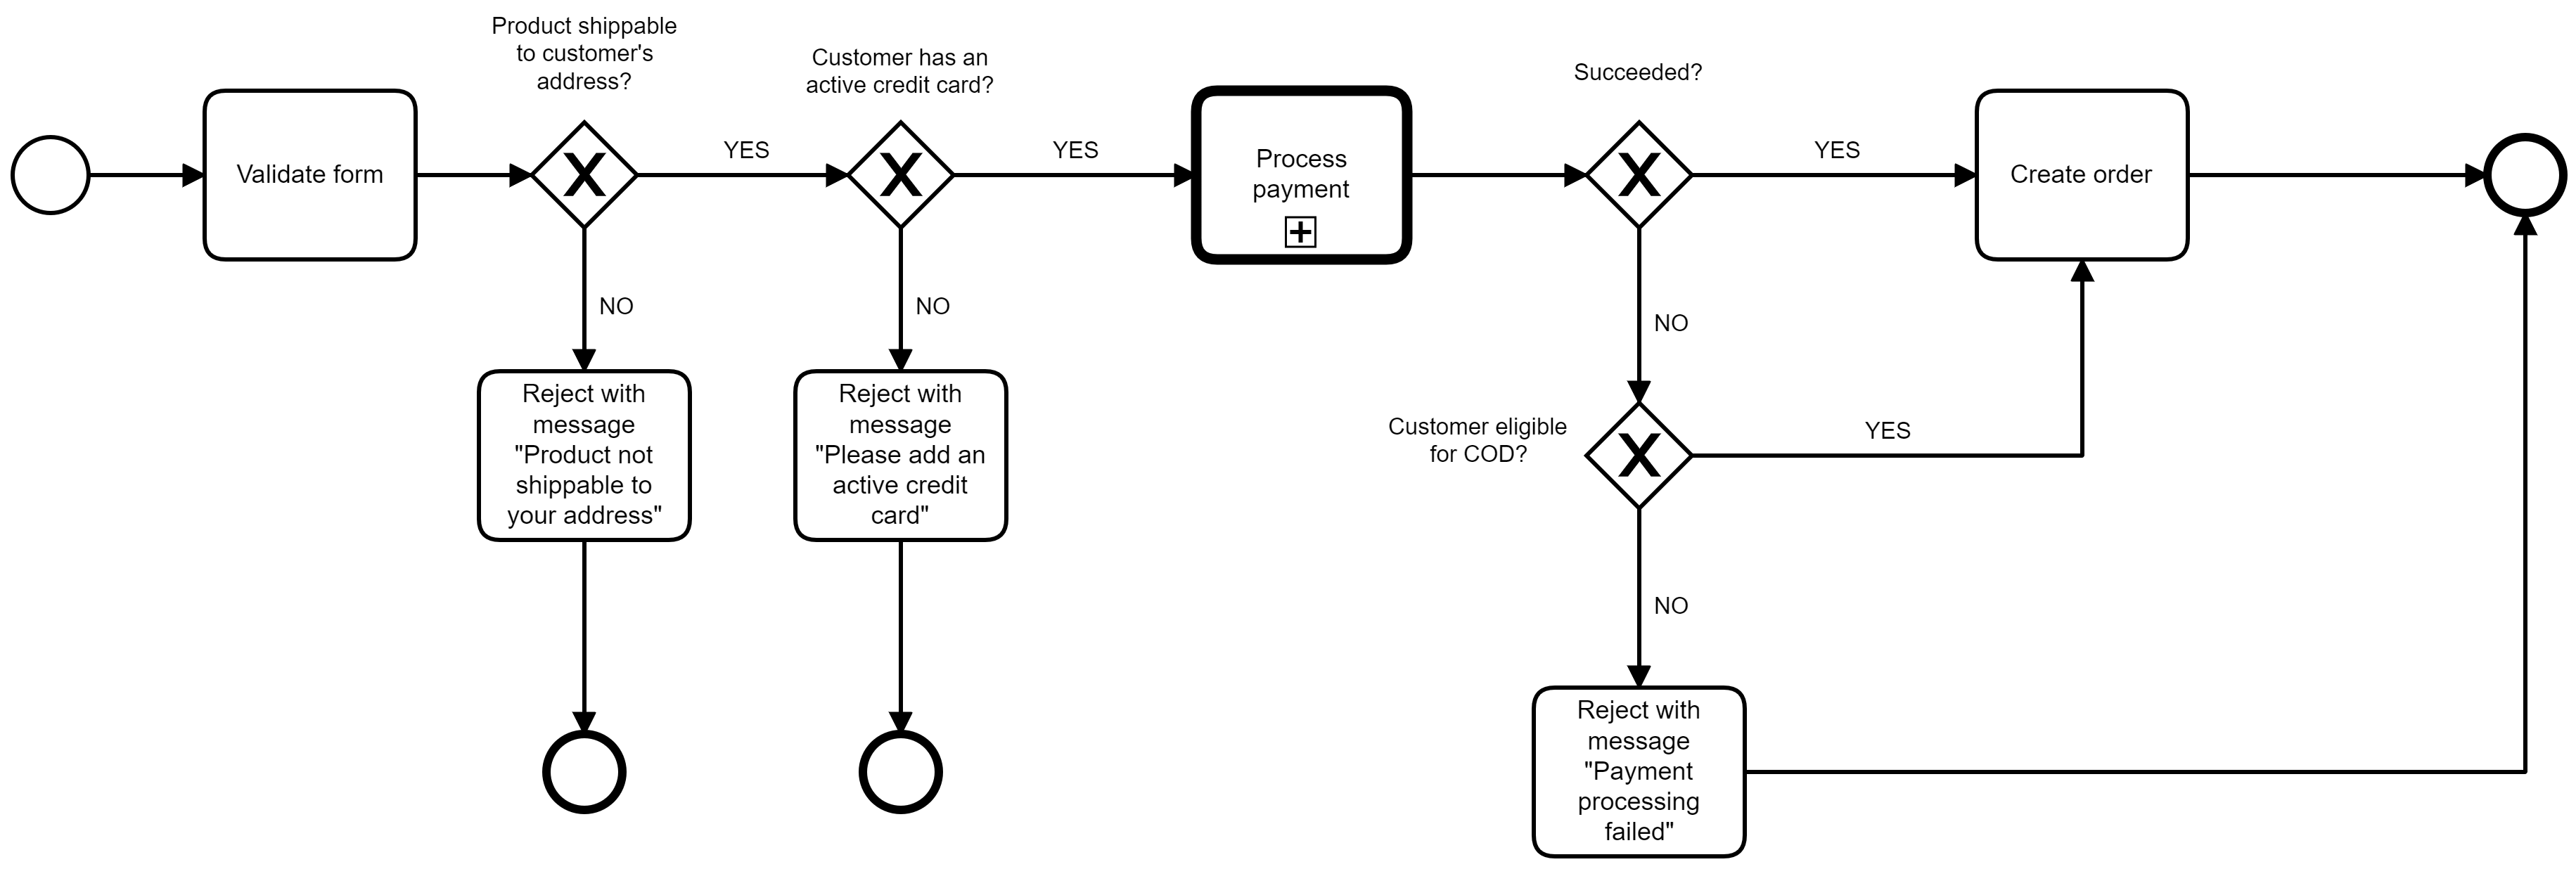 Product shippable
to customer's
address?
Customer has an
active credit card?
Succeeded?
Validate form
X
YES
X
YES
Process
payment
X
YES
Create order
NO
NO
NO
Reject with
message
"Product not
shippable to
your address"
Reject with
message
"Please add an
active credit
card"
Customer eligible
for COD?
X
YES
NO
Reject with
message
"Payment
processing
failed"